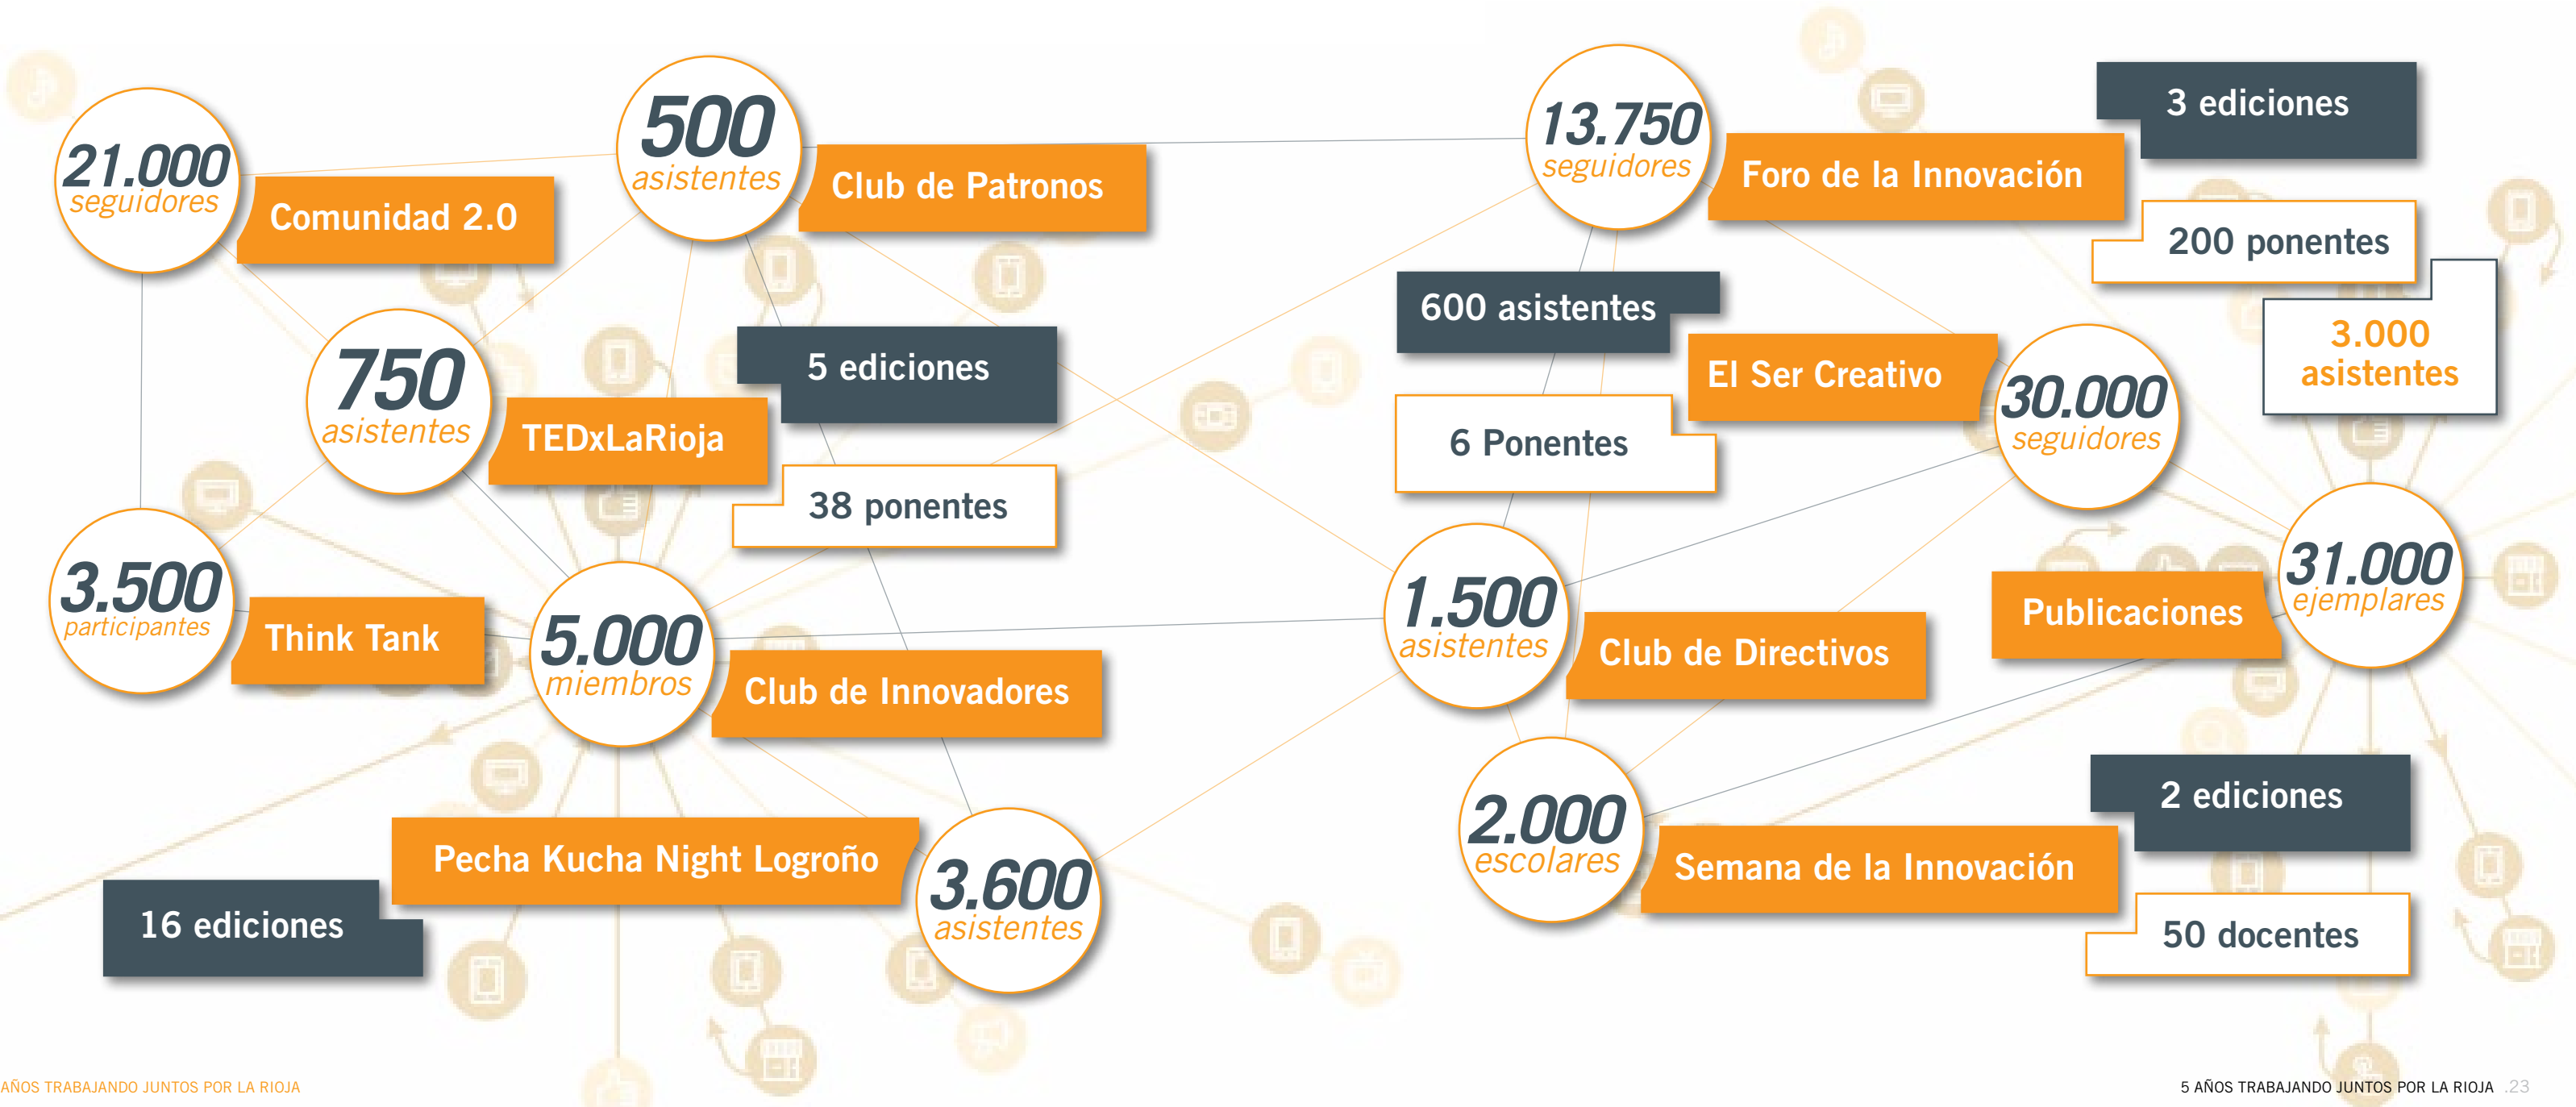 21.000
seguidores
Comunidad 2.0
500
asistentes
Club de Patronos
750
asistentes
TEDxLaRioja
5 ediciones
38 ponentes
3.500
participantes
Think Tank
5.000
miembros
Club de Innovadores
Pecha Kucha Night Logroño
3.600
asistentes
16 ediciones
13.750
seguidores
Foro de la Innovación
3 ediciones
200 ponentes
3.000
asistentes
600 asistentes
6 Ponentes
El Ser Creativo
30.000
seguidores
1.500
asistentes
Club de Directivos
Publicaciones
31.000
ejemplares
2.000
escolares
Semana de la Innovación
2 ediciones
50 docentes
AÑOS TRABAJANDO JUNTOS POR LA RIOJA
5 AÑOS TRABAJANDO JUNTOS POR LA RIOJA .23